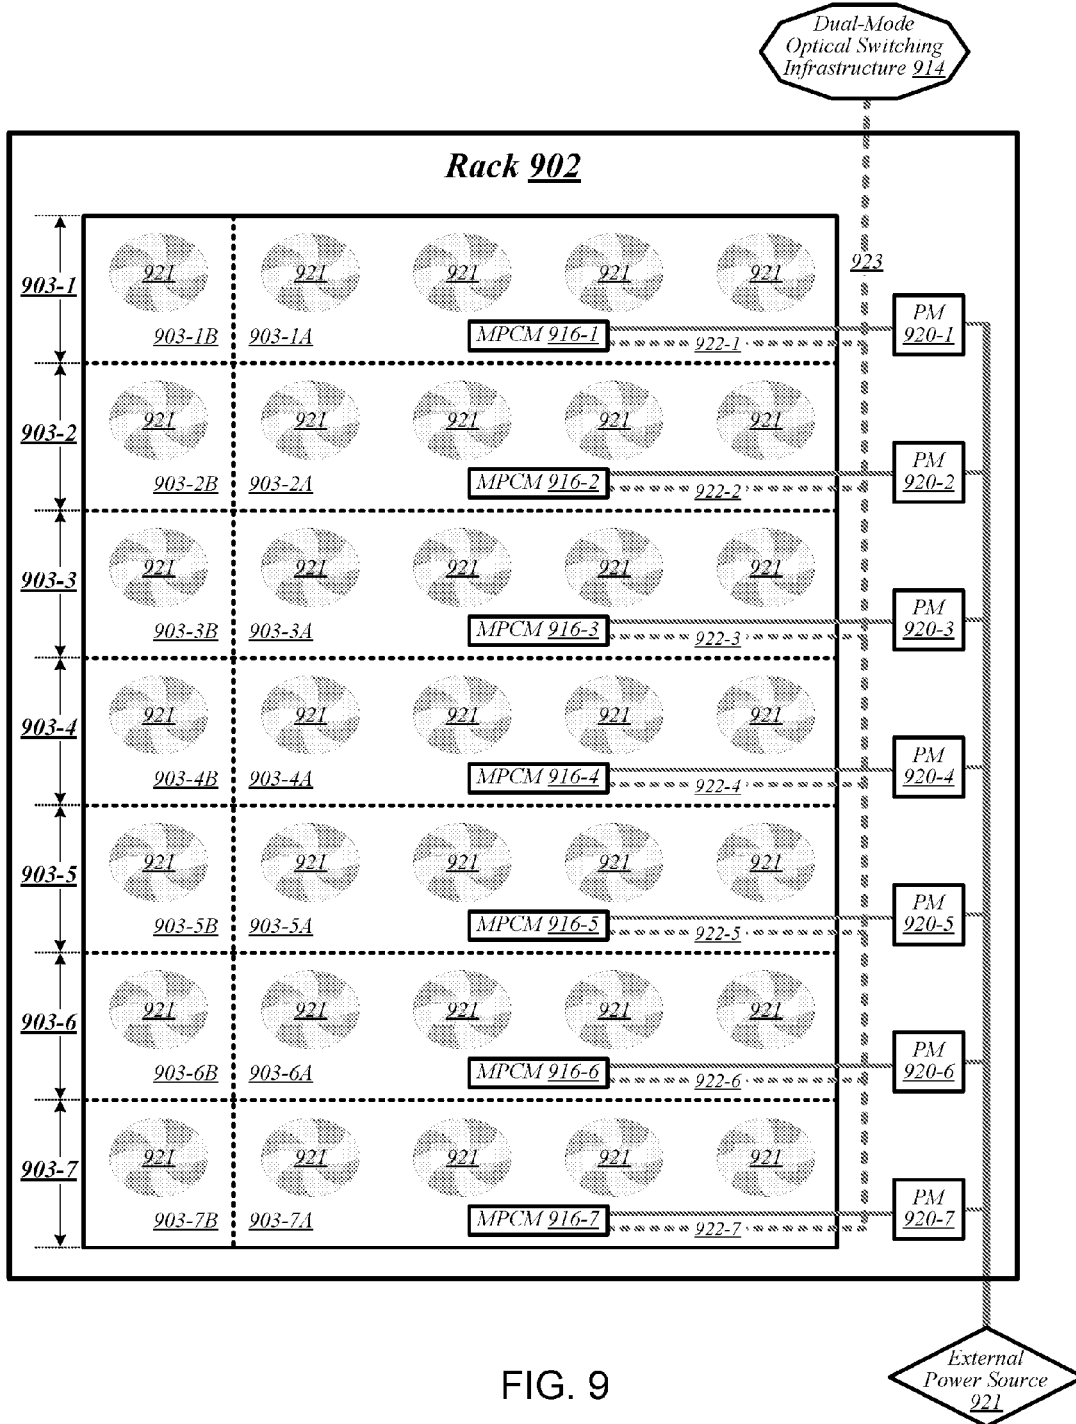 Dual-Mode
Optical Switching
Infrastructure 914
Rack 902
903-1
921 921 921 921 921
923
903-1B 903-1A
MPCM 916-1
922-1
PM
920-1
903-2
921 921 921 921 921
903-2B 903-2A
MPCM 916-2
922-2
PM
920-2
903-3
921 921 921 921 921
903-3B 903-3A
MPCM 916-3
922-3
PM
920-3
903-4
921 921 921 921 921
903-4B 903-4A
MPCM 916-4
922-4
PM
920-4
903-5
921 921 921 921 921
903-5B 903-5A
MPCM 916-5
922-5
PM
920-5
903-6
921 921 921 921 921
903-6B 903-6A
MPCM 916-6
922-6
PM
920-6
903-7
921 921 921 921 921
903-7B 903-7A
MPCM 916-7
922-7
PM
920-7
External
Power Source
921
FIG. 9